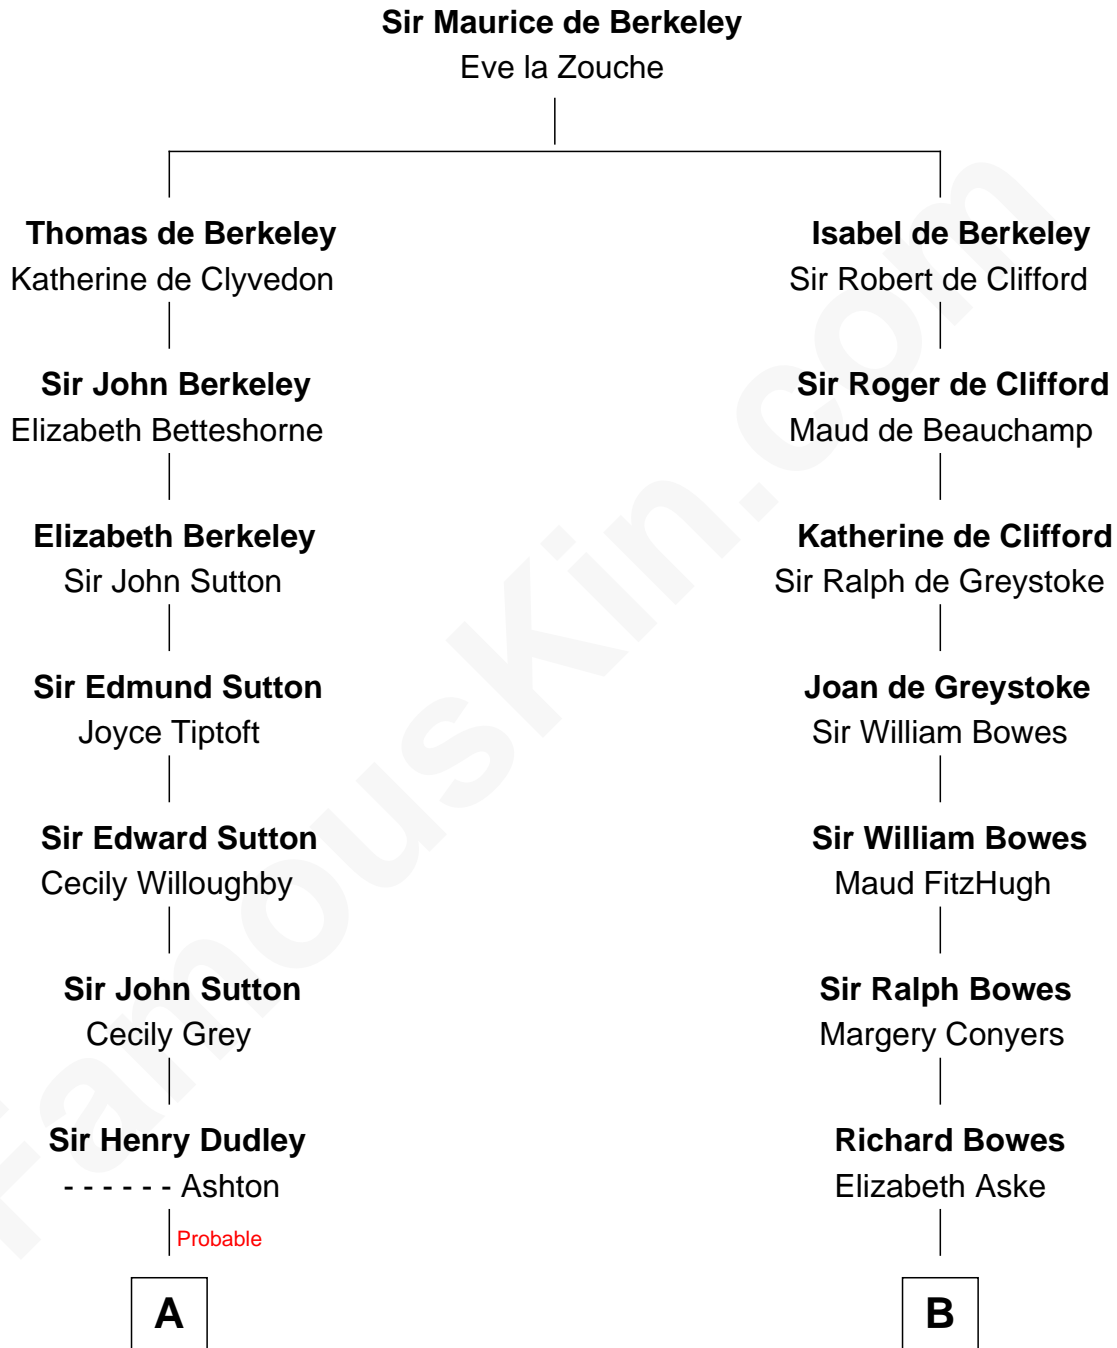 Sir Maurice de Berkeley
Eve la Zouche
Thomas de Berkeley
Katherine de Clyvedon
Sir John Berkeley
Elizabeth Betteshorne
Elizabeth Berkeley
Sir John Sutton
Sir Edmund Sutton
Joyce Tiptoft
Sir Edward Sutton
Cecily Willoughby
Sir John Sutton
Cecily Grey
Sir Henry Dudley
- - - - - - Ashton
Probable
A
Isabel de Berkeley
Sir Robert de Clifford
Sir Roger de Clifford
Maud de Beauchamp
Katherine de Clifford
Sir Ralph de Greystoke
Joan de Greystoke
Sir William Bowes
Sir William Bowes
Maud FitzHugh
Sir Ralph Bowes
Margery Conyers
Richard Bowes
Elizabeth Aske
B
FamousKin.com